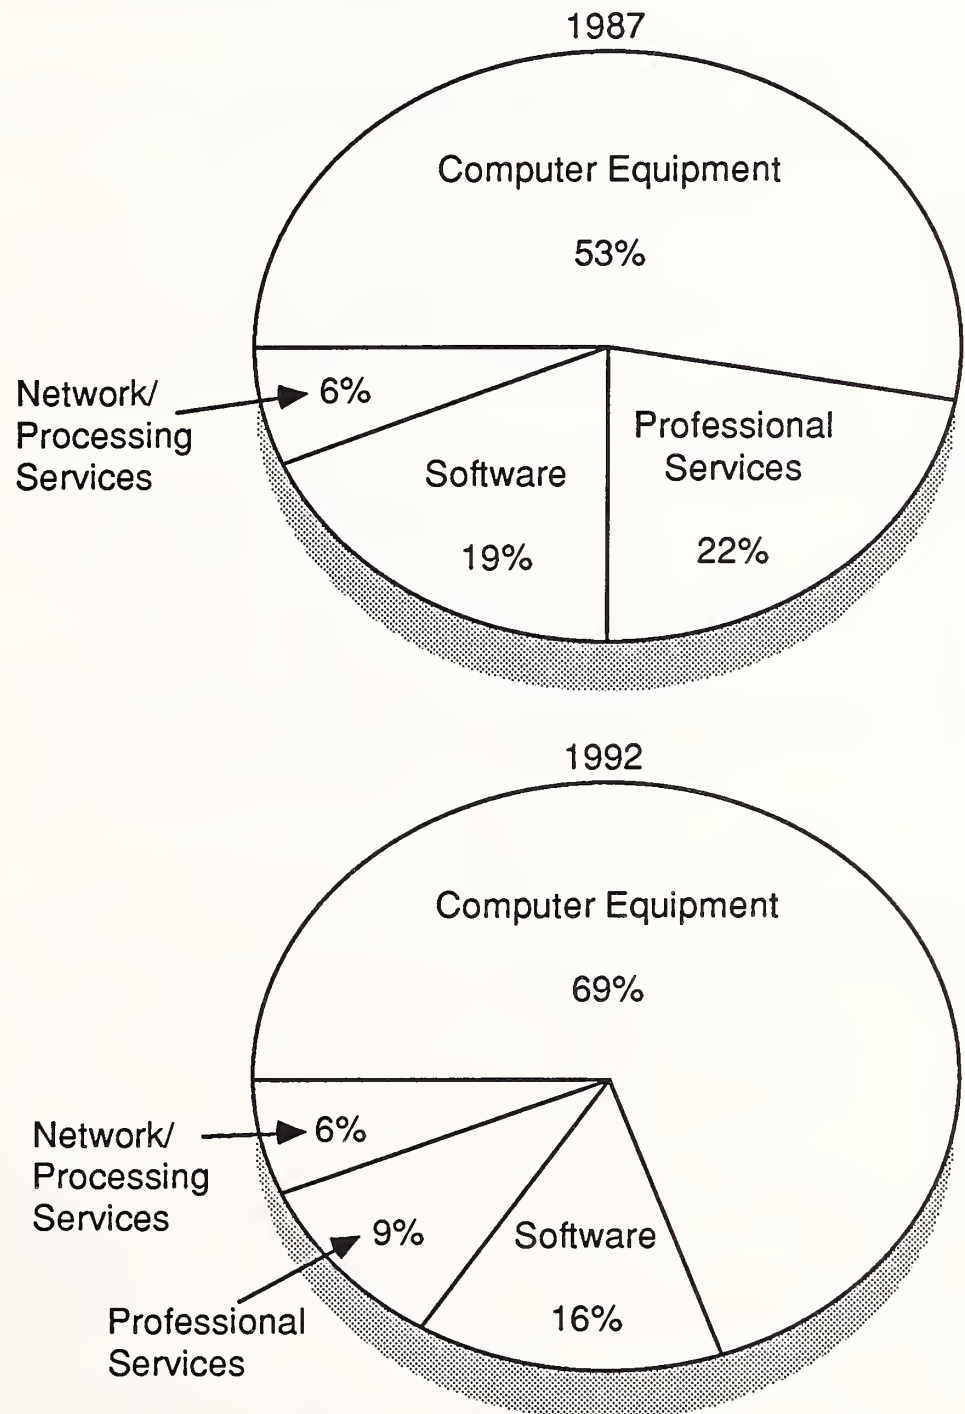 1987
Computer Equipment
53%
Network/
Processing
Services
6%
Software
19%
Professional
Services
22%
1992
Computer Equipment
69%
Network/
Processing
Services
6%
Professional
Services
9%
Software
16%